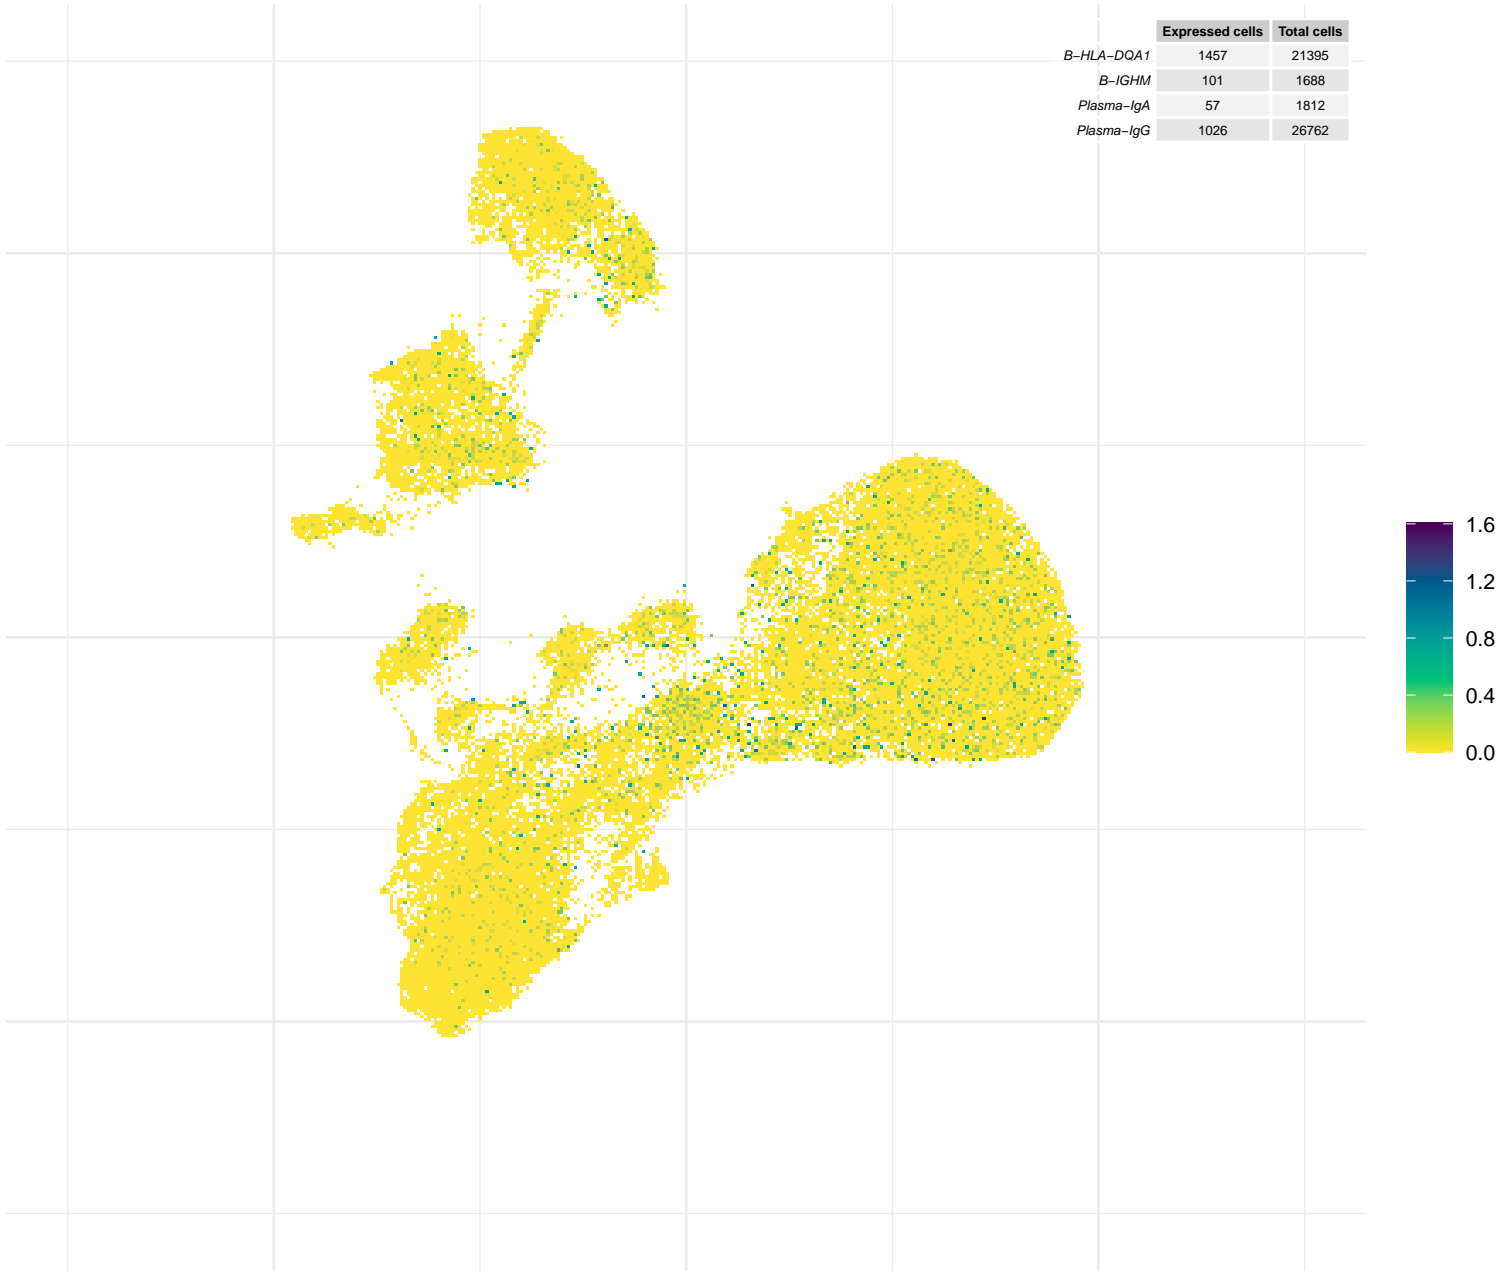 Expressed cells Total cells
B−HLA−DQA1 1457 21395
B−IGHM 101 1688
Plasma−IgA 57 1812
Plasma−IgG 1026 26762
1.6
1.2
0.8
0.4
0.0